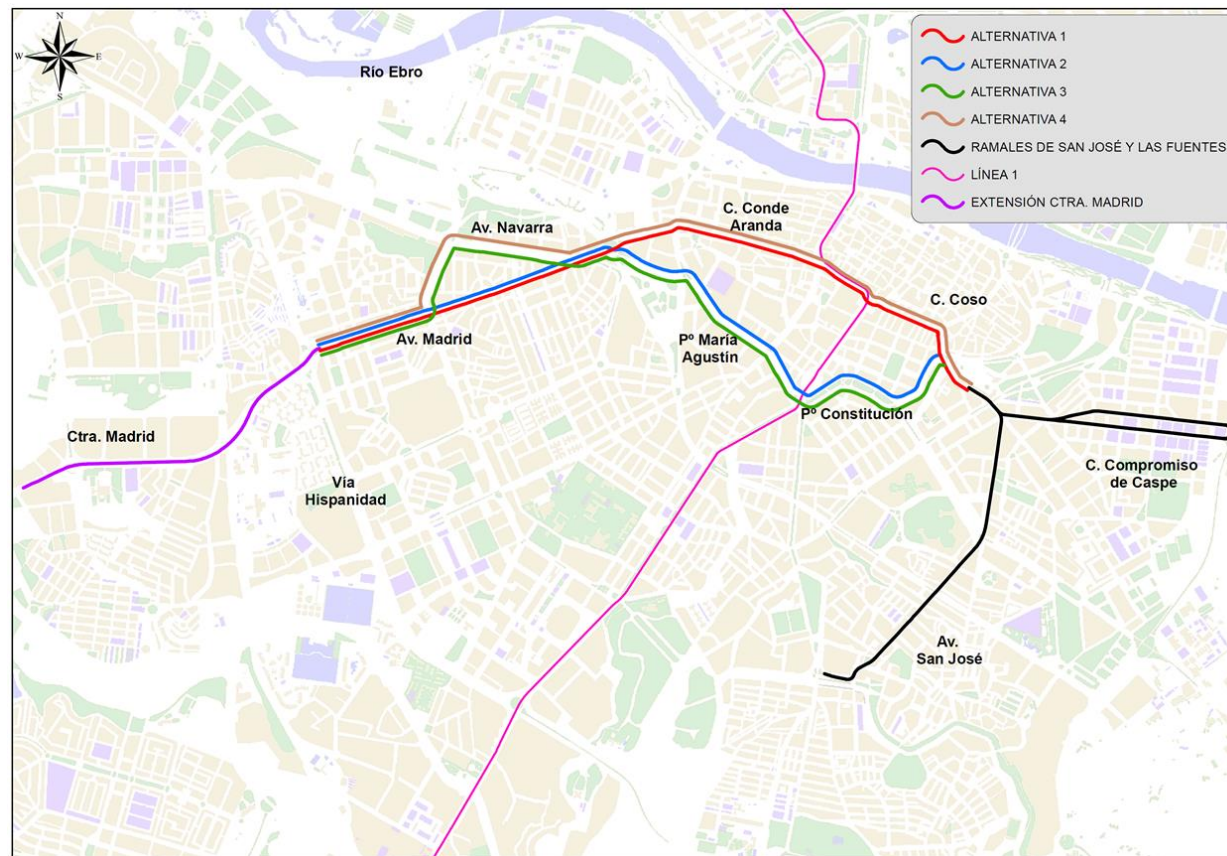 N
W
E
S
Río Ebro
ALTERNATIVA 1
ALTERNATIVA 2
ALTERNATIVA 3
ALTERNATIVA 4
RAMALES DE SAN JOSÉ Y LAS FUENTES
LÍNEA 1
EXTENSIÓN CTRA. MADRID
C. Conde
Aranda
Av. Navarra
C. Coso
Av. Madrid
Pº María
Agustín
Pº Constitución
Ctra. Madrid
Vía
Hispanidad
C. Compromiso
de Caspe
Av.
San José